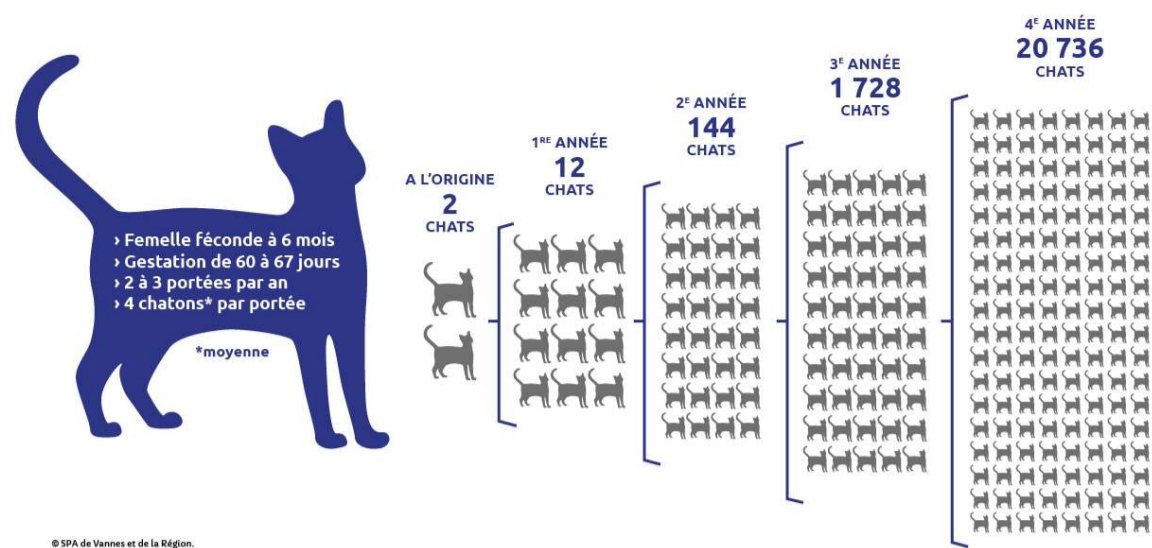 › Femelle féconde à 6 mois
› Gestation de 60 à 67 jours
› 2 à 3 portées par an
› 4 chatons* par portée
*moyenne
A L'ORIGINE
2
CHATS
1RE ANNÉE
12
CHATS
2E ANNÉE
144
CHATS
3E ANNÉE
1 728
CHATS
4E ANNÉE
20 736
CHATS
© SPA de Vannes et de la Région.